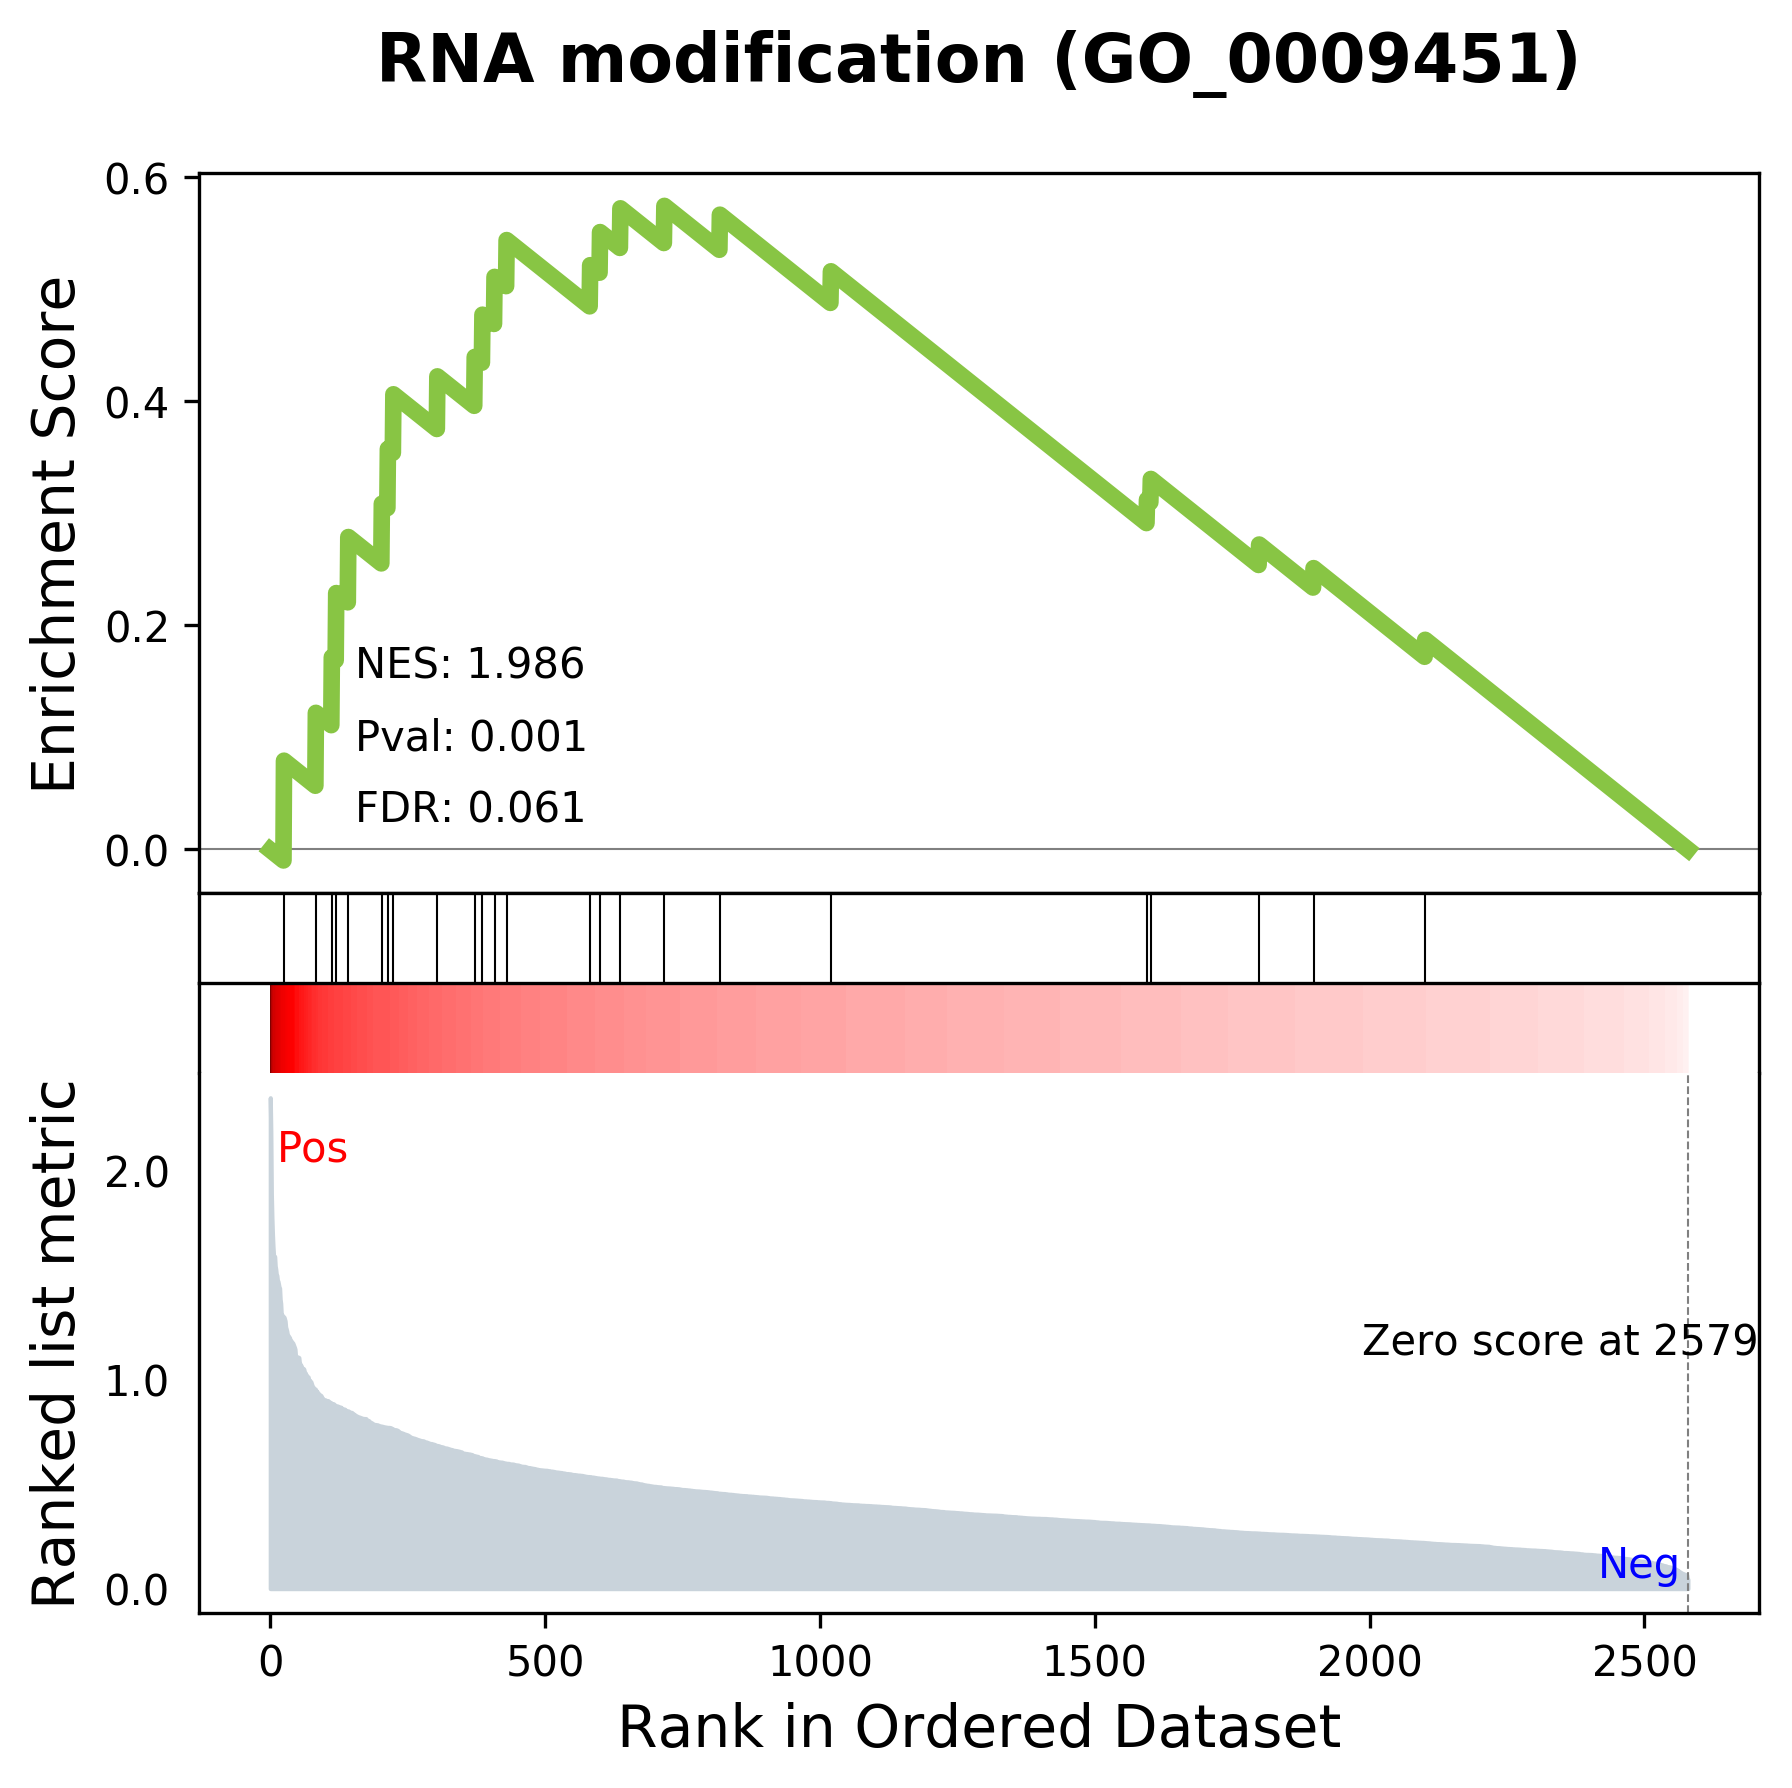 RNA modification (GO_0009451)
Enrichment Score
0.6
0.4
0.2
0.0
NES: 1.986
Pval: 0.001
FDR: 0.061
Ranked list metric
2.0
1.0
0.0
Pos
Zero score at 2579
Neg
0 500 1000 1500 2000 2500
Rank in Ordered Dataset